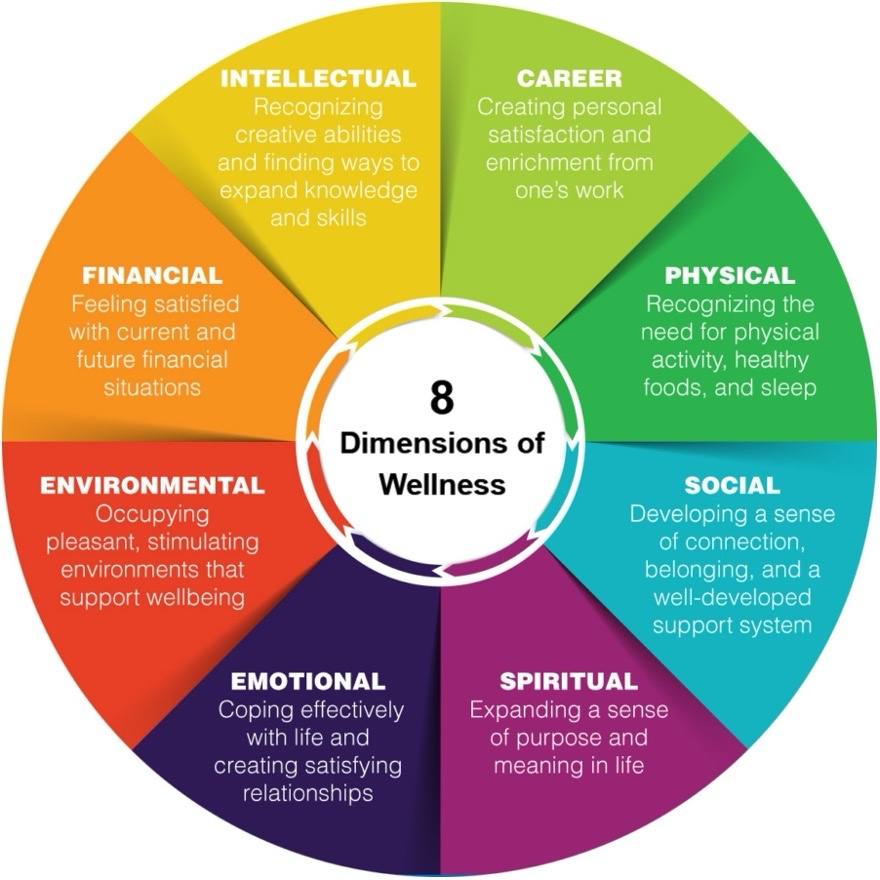 INTELLECTUAL
Recognizing
creative abilities
and finding ways to
expand knowledge
and skills
CAREER
Creating personal
satisfaction and
enrichment from
one's work
FINANCIAL
Feeling satisfied
with current and
future financial
situations
PHYSICAL
Recognizing the
need for physical
activity, healthy
foods, and sleep
8
Dimensions of
Wellness
ENVIRONMENTAL
Occupying
pleasant, stimulating
environments that
support wellbeing
SOCIAL
Developing a sense
of connection,
belonging, and a
well-developed
support system
EMOTIONAL
Coping effectively
with life and
creating satisfying
relationships
SPIRITUAL
Expanding a sense
of purpose and
meaning in life